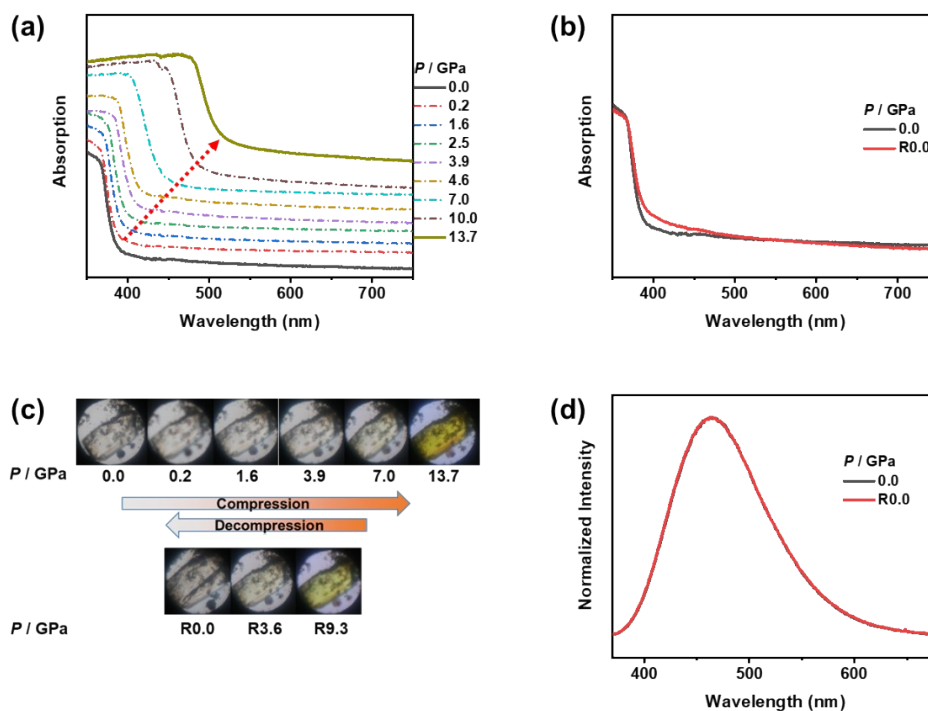 (a)
Absorption
400 500 600 700
Wavelength (nm)
P / GPa
0.0
0.2
1.6
2.5
3.9
4.6
7.0
10.0
13.7
(b)
Absorption
400 500 600 700
Wavelength (nm)
P / GPa
0.0
R0.0
(c)
P / GPa 0.0 0.2 1.6 3.9 7.0 13.7
Compression
Decompression
P / GPa R0.0 R3.6 R9.3
(d)
Normalized Intensity
400 500 600
Wavelength (nm)
P / GPa
0.0
R0.0